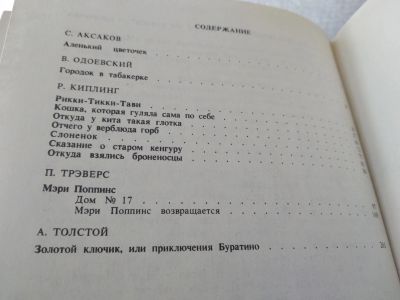 СОДЕРЖАНИЕ
С. АКСАКОВ
Аленький цветочек
В. ОДОЕВСКИЙ
Городок в табакерке
Р. КИПЛИНГ
Рикки-Тикки-Тави
Кошка, которая гуляла сама по себе
Откуда у кита такая глотка
Отчего у верблюда горб
Слоненок
Сказание о старом кенгуру
Откуда взялись броненосцы
П. ТРЭВЕРС
Мэри Поппинс
Дом № 17
Мэри Поппинс возвращается
А. ТОЛСТОЙ
Золотой ключик, или приключения Буратино